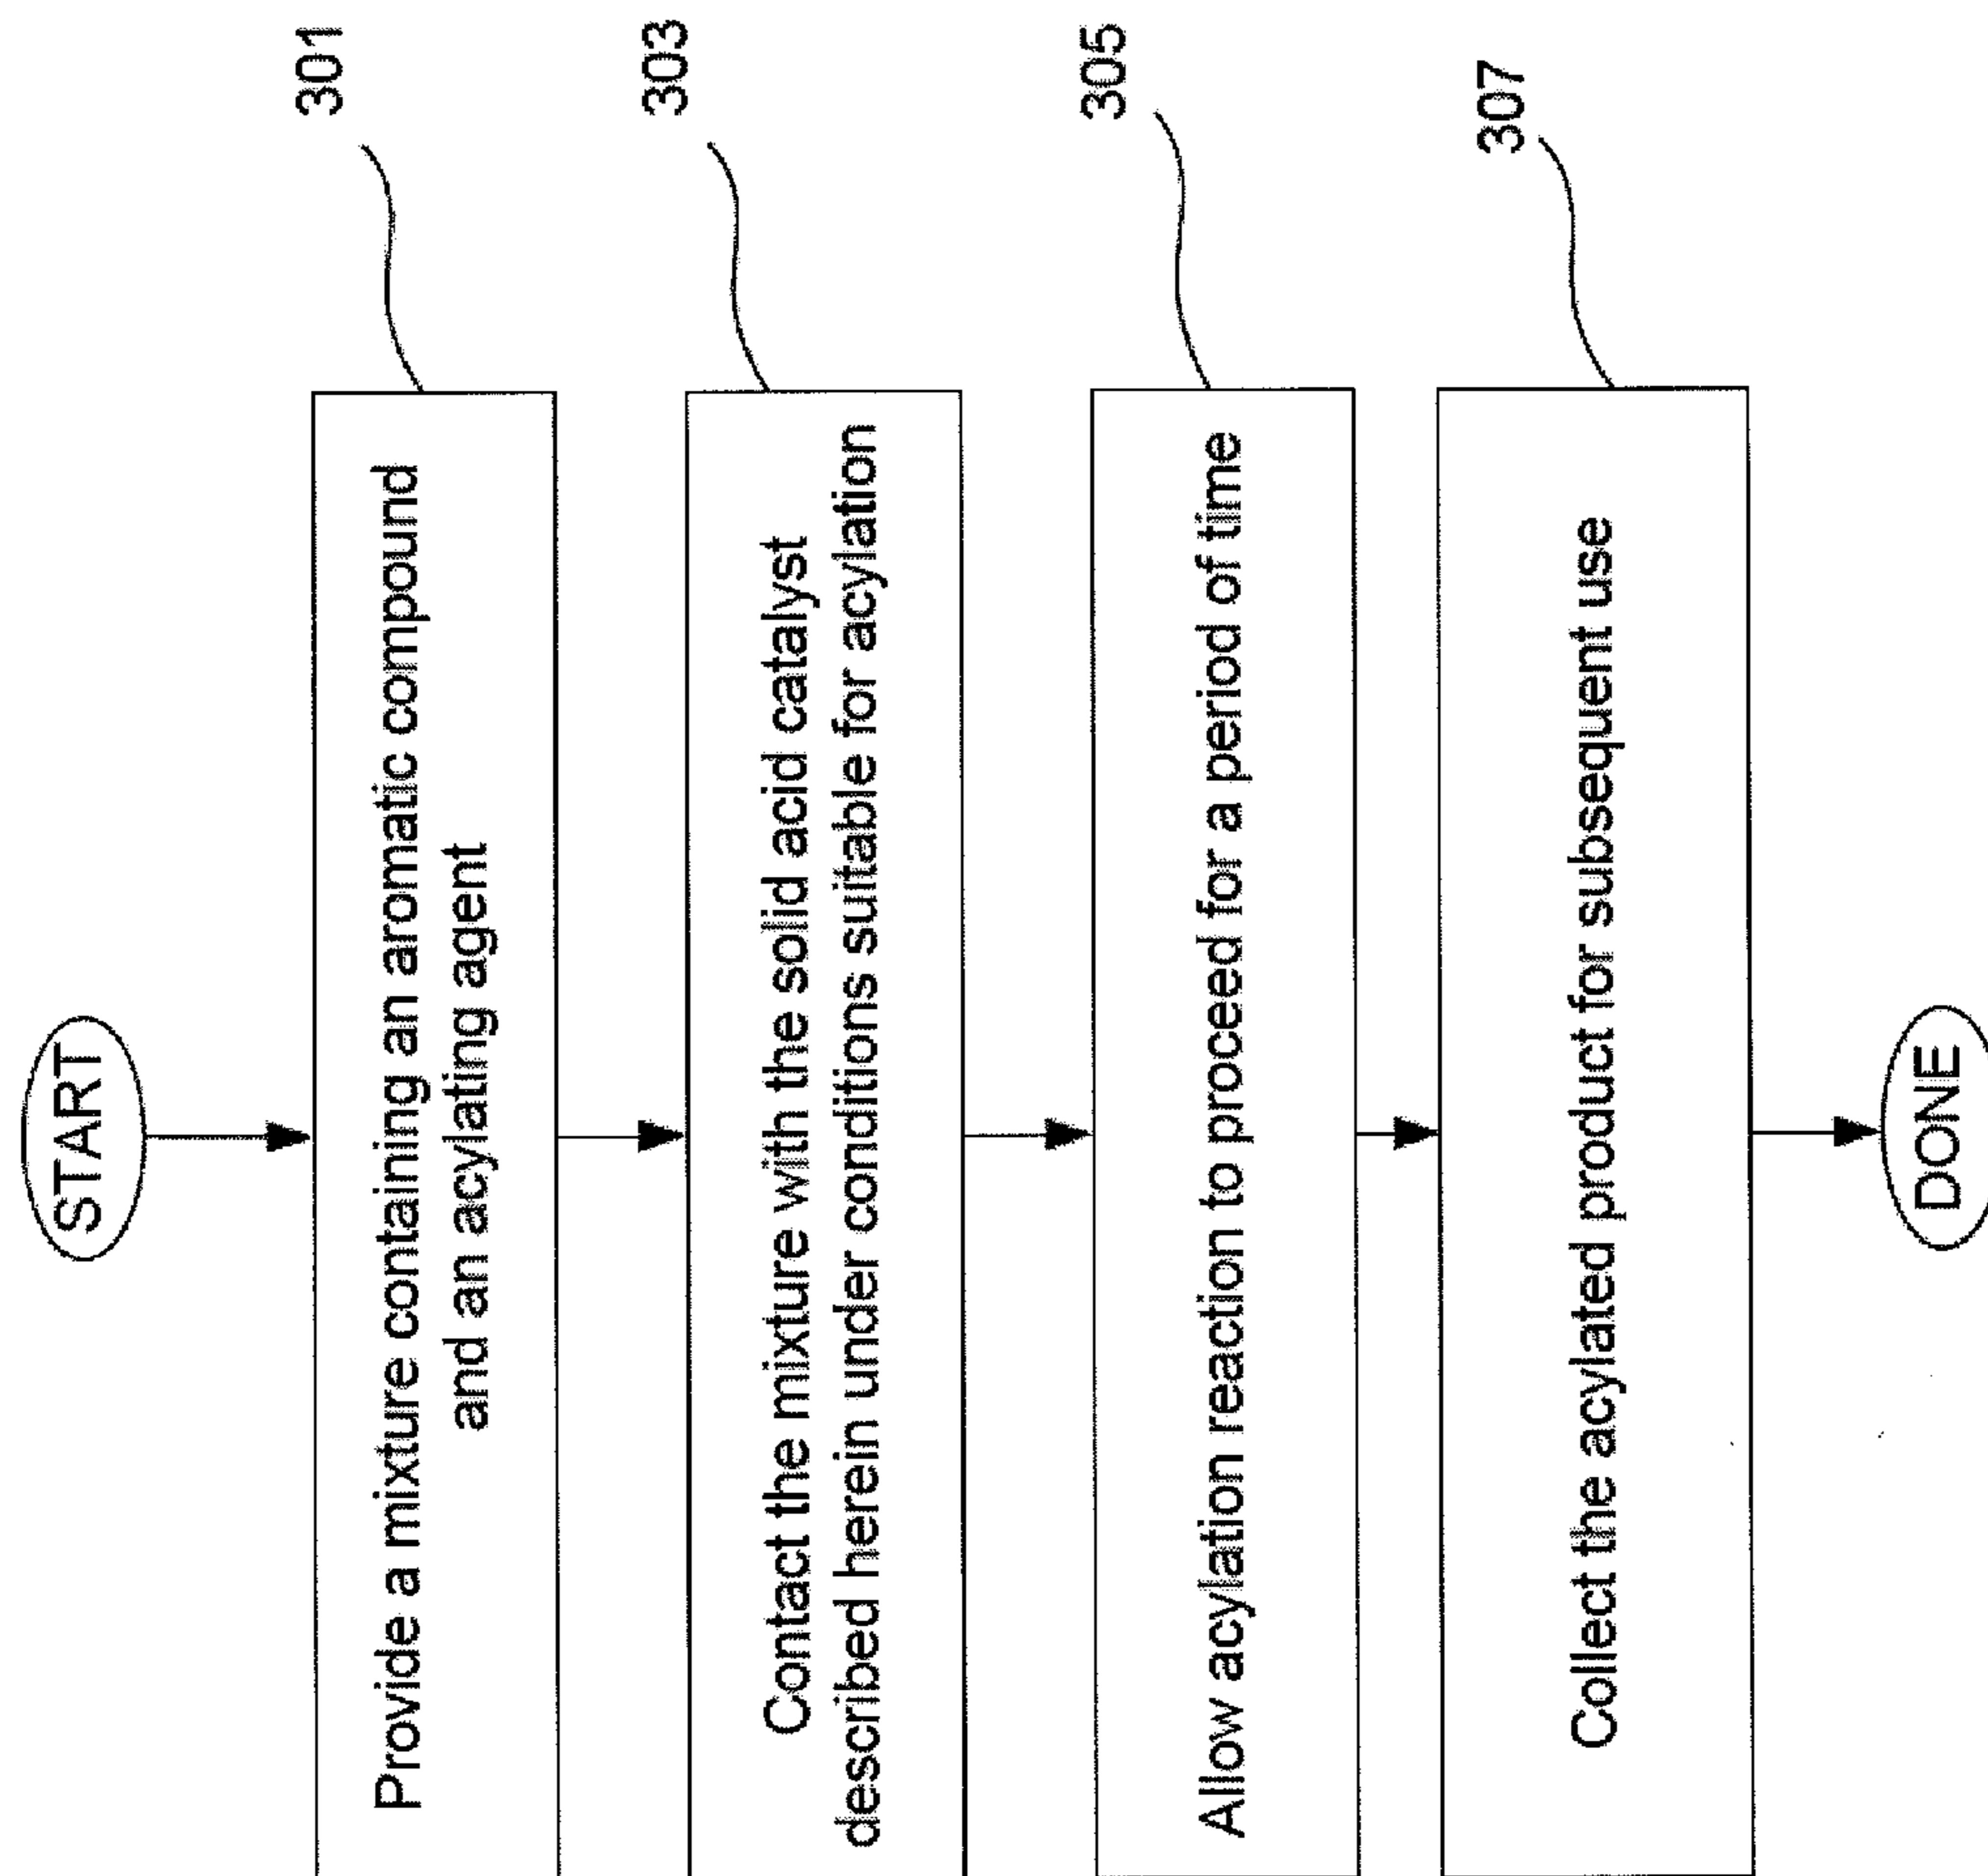 START
301
Provide a mixture containing an aromatic compound
and an acylating agent
303
Contact the mixture with the solid acid catalyst
described herein under conditions suitable for acylation
305
Allow acylation reaction to proceed for a period of time
307
Collect the acylated product for subsequent use
DONE